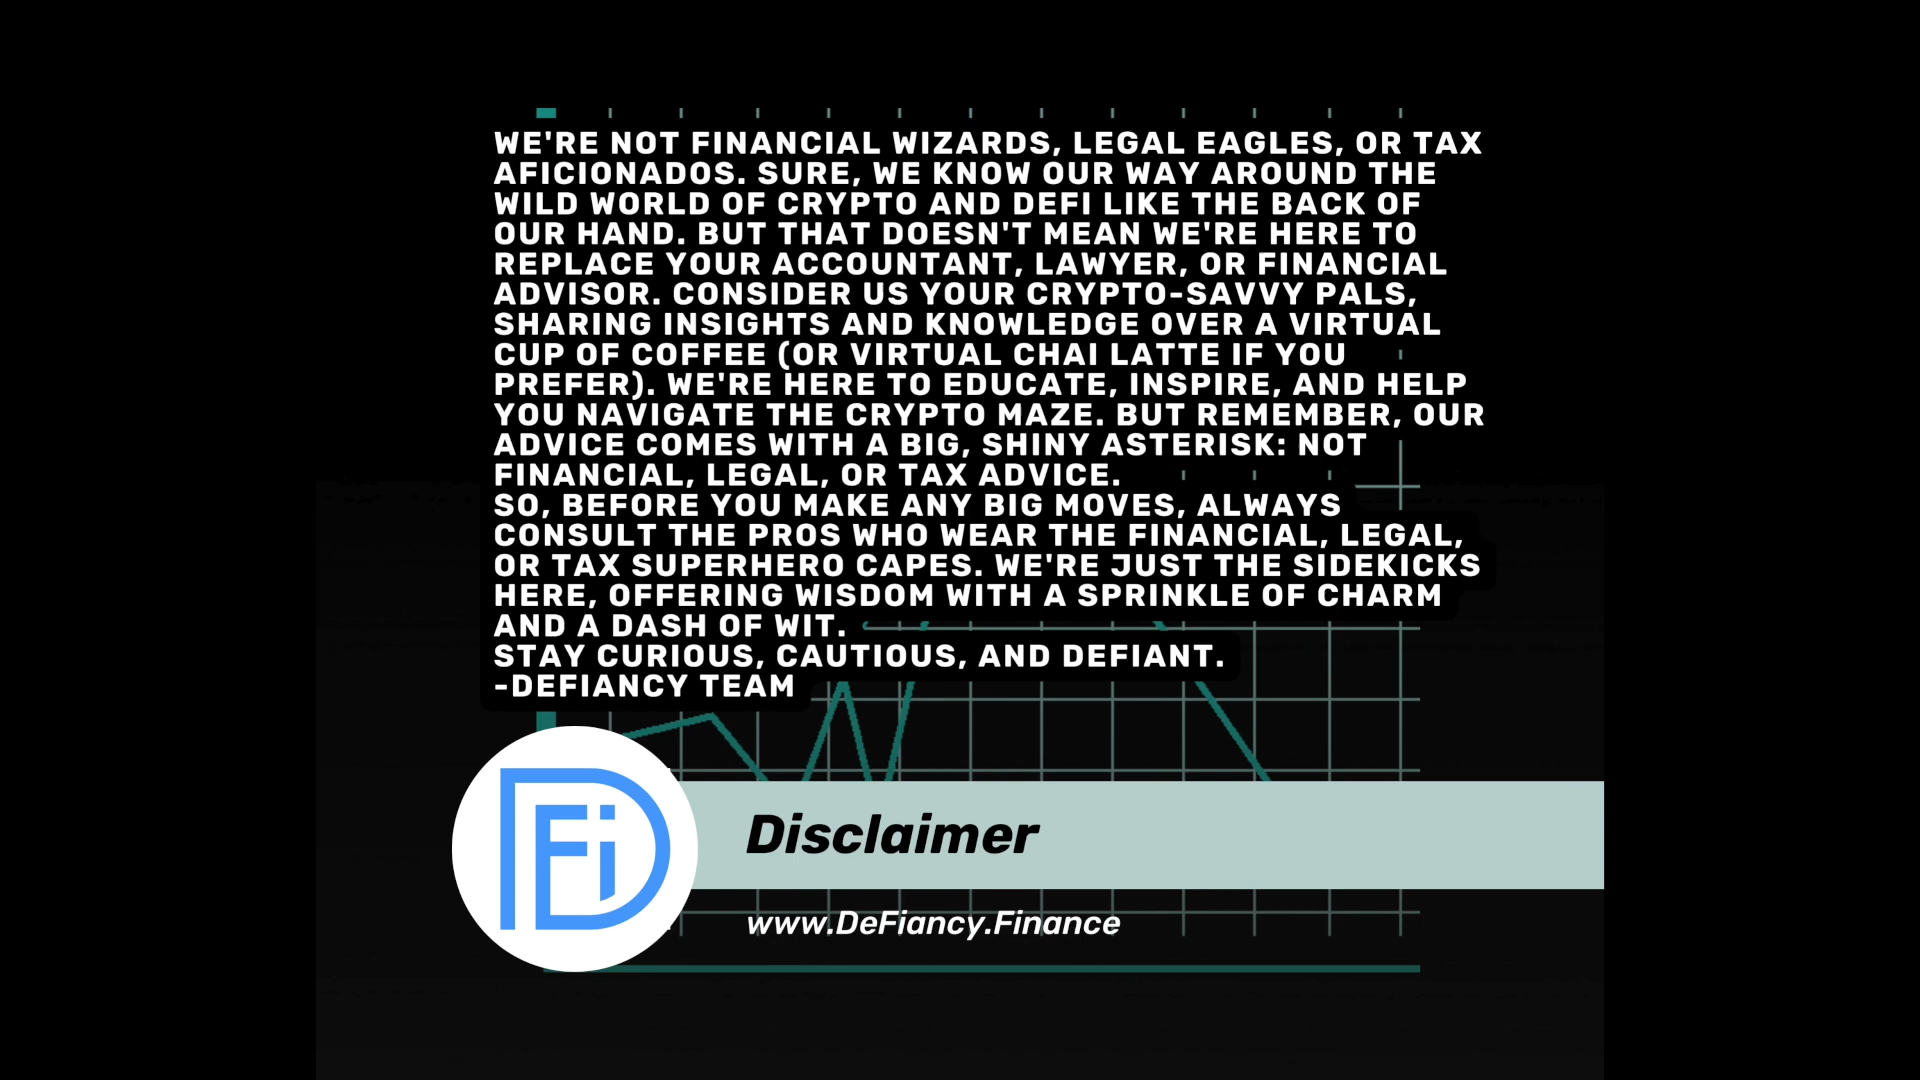 WE'RE NOT FINANCIAL WIZARDS, LEGAL EAGLES, OR TAX
AFICIONADOS. SURE, WE KNOW OUR WAY AROUND THE
WILD WORLD OF CRYPTO AND DEFI LIKE THE BACK OF
OUR HAND. BUT THAT DOESN'T MEAN WE'RE HERE TO
REPLACE YOUR ACCOUNTANT, LAWYER, OR FINANCIAL
ADVISOR. CONSIDER US YOUR CRYPTO-SAVVY PALS,
SHARING INSIGHTS AND KNOWLEDGE OVER A VIRTUAL
CUP OF COFFEE (OR VIRTUAL CHAI LATTE IF YOU
PREFER). WE'RE HERE TO EDUCATE, INSPIRE, AND HELP
YOU NAVIGATE THE CRYPTO MAZE. BUT REMEMBER, OUR
ADVICE COMES WITH A BIG, SHINY ASTERISK: NOT
FINANCIAL, LEGAL, OR TAX ADVICE.
SO, BEFORE YOU MAKE ANY BIG MOVES, ALWAYS
CONSULT THE PROS WHO WEAR THE FINANCIAL, LEGAL,
OR TAX SUPERHERO CAPES. WE'RE JUST THE SIDEKICKS
HERE, OFFERING WISDOM WITH A SPRINKLE OF CHARM
AND A DASH OF WIT.
STAY CURIOUS, CAUTIOUS, AND DEFIANT.
-DEFIANCY TEAM
DFi
Disclaimer
www.DeFiancy.Finance